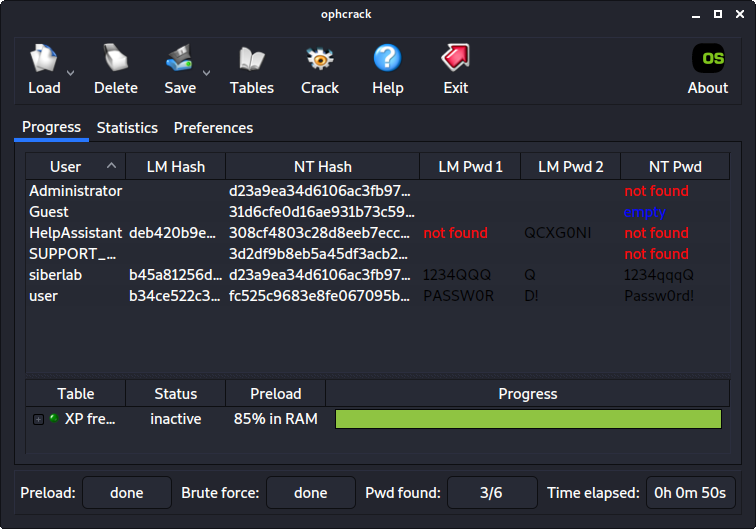 ophcrack
Load Delete Save Tables Crack Help Exit OS About
Progress Statistics Preferences
User LM Hash NT Hash LM Pwd 1 LM Pwd 2 NT Pwd
Administrator d23a9ea34d6106ac3fb97... not found
Guest 31d6cfe0d16ae931b73c59... empty
HelpAssistant deb420b9e... 308cf4803c28d8eeb7ecc... not found QCXG0NI not found
SUPPORT_... 3d2df9b8eb5a45df3acb2... not found
siberlab b45a81256d... d23a9ea34d6106ac3fb97... 1234QQQ Q 1234qqqQ
user b34ce522c3... fc525c9683e8fe067095b... PASSW0R D! Passw0rd!
Table Status Preload Progress
XP fre... inactive 85% in RAM
Preload: done Brute force: done Pwd found: 3/6 Time elapsed: 0h 0m 50s